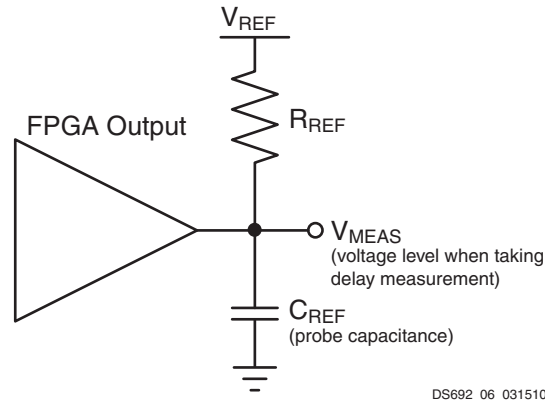 VREF
RREF
FPGA Output
VMEAS
(voltage level when taking
delay measurement)
CREF
(probe capacitance)
DS692_06_031510